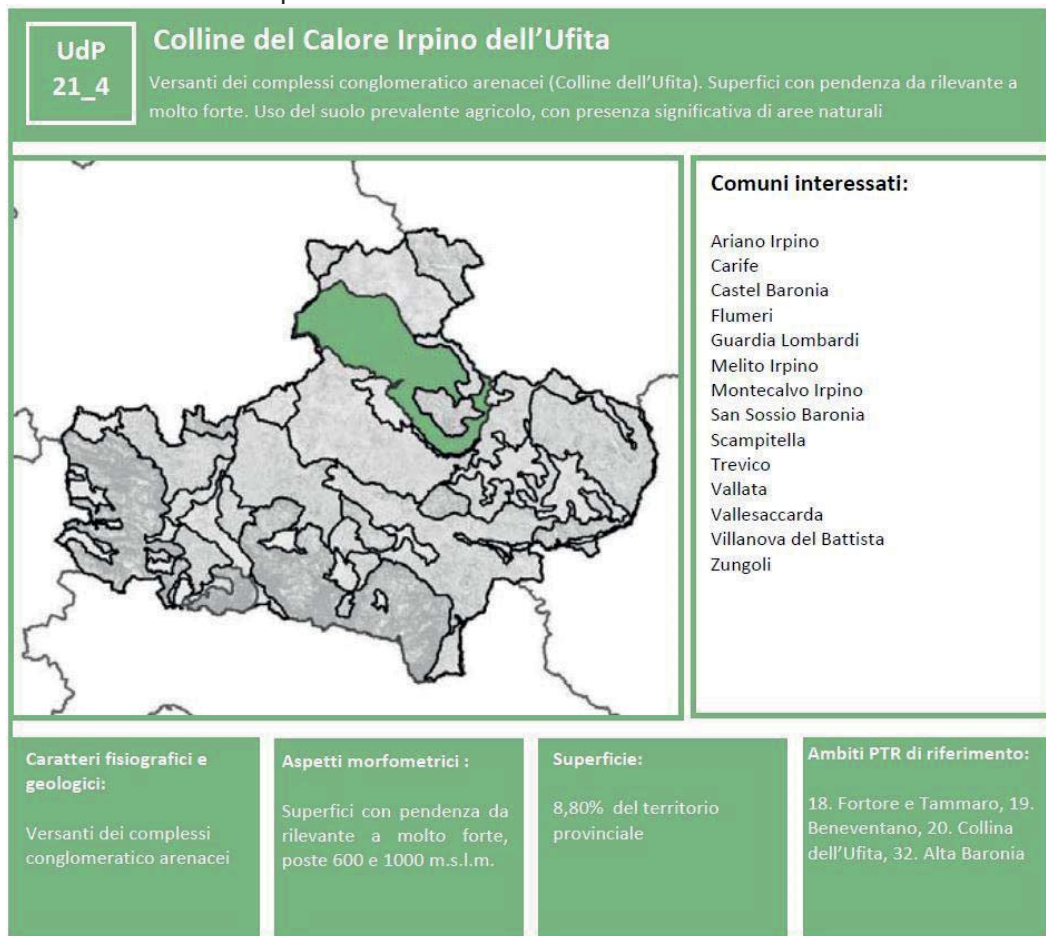 UdP
21_4
Colline del Calore Irpino dell'Ufita
Versanti dei complessi conglomeratico arenacei (Colline dell'Ufita). Superfici con pendenza da rilevante a
molto forte. Uso del suolo prevalente agricolo, con presenza significativa di aree naturali
Comuni interessati:
Ariano Irpino
Carife
Castel Baronia
Flumeri
Guardia Lombardi
Melito Irpino
Montecalvo Irpino
San Sossio Baronia
Scampitella
Trevico
Vallata
Vallesaccarda
Villanova del Battista
Zungoli
Caratteri fisiografici e
geologici:
Versanti dei complessi
conglomeratico arenacei
Aspetti morfometrici :
Superfici con pendenza da
rilevante a molto forte,
poste 600 e 1000 m.s.l.m.
Superficie:
8,80% del territorio
provinciale
Ambiti PTR di riferimento:
18. Fortore e Tammaro, 19.
Beneventano, 20. Collina
dell'Ufita, 32. Alta Baronia